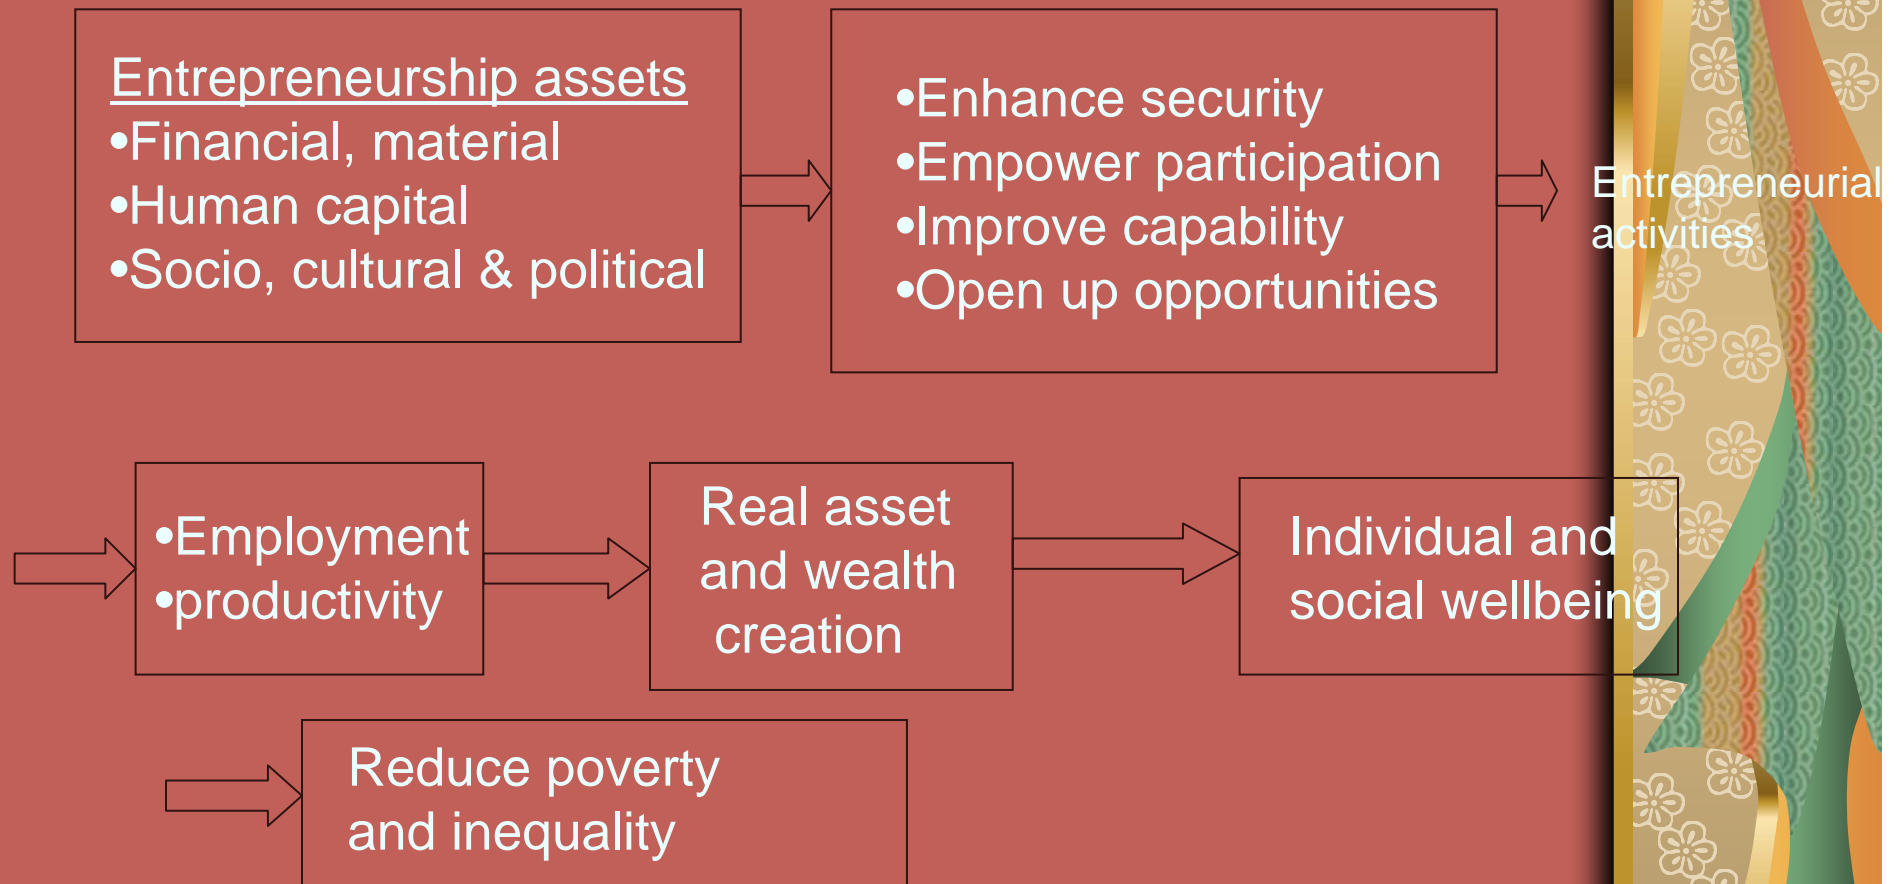 Entrepreneurship assets
•Financial, material
•Human capital
•Socio, cultural & political
•Enhance security
•Empower participation
•Improve capability
•Open up opportunities
Entrepreneurial
activities
•Employment
•productivity
Real asset
and wealth
creation
Individual and
social wellbeing
Reduce poverty
and inequality